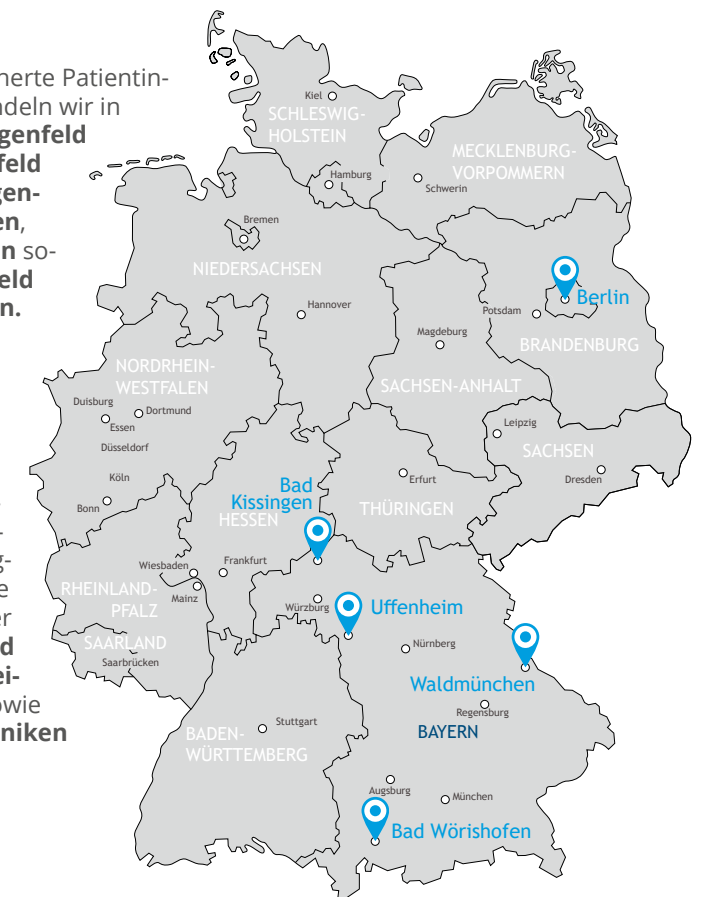 nerte Patientin-
ndeln wir in
genfeld
feld
gen-
en,
n so-
eld
n.
-
g-
e
er
d
ei-
owie
niken
Kiel
SCHLESWIG-
HOLSTEIN
MECKLENBURG-
VORPOMMERN
Hamburg
Schwerin
Bremen
NIEDERSACHSEN
Berlin
Hannover
Potsdam
Magdeburg
BRANDENBURG
NORDRHEIN-
WESTFALEN
SACHSEN-ANHALT
Duisburg
Dortmund
Essen
Leipzig
Düsseldorf
SACHSEN
Köln
Erfurt
Dresden
Bad
Kissingen
Bonn
THÜRINGEN
HESSEN
Wiesbaden
Frankfurt
RHEINLAND-
PFALZ
Mainz
Würzburg
Uffenheim
SAARLAND
Nürnberg
Saarbrücken
Waldmünchen
Regensburg
Stuttgart
BAYERN
BADEN-
WÜRTTEMBERG
Augsburg
München
Bad Wörishofen